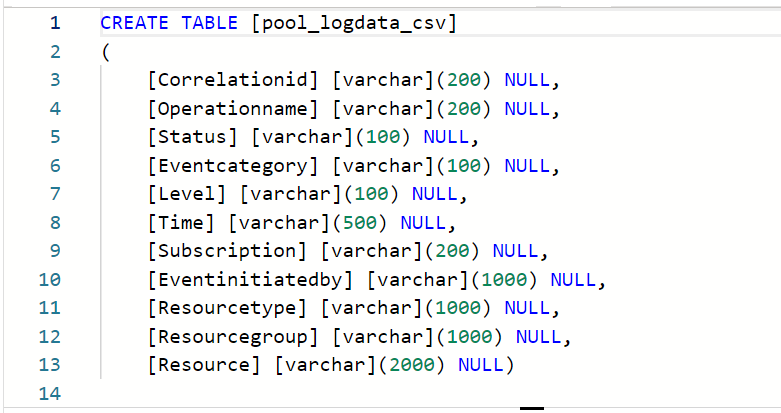 1 CREATE TABLE [pool_logdata_csv]
2 (
3 [Correlationid] [varchar](200) NULL,
4 [Operationname] [varchar](200) NULL,
5 [Status] [varchar](100) NULL,
6 [Eventcategory] [varchar](100) NULL,
7 [Level] [varchar](100) NULL,
8 [Time] [varchar](500) NULL,
9 [Subscription] [varchar](200) NULL,
10 [Eventinitiatedby] [varchar](1000) NULL,
11 [Resourcetype] [varchar](1000) NULL,
12 [Resourcegroup] [varchar](1000) NULL,
13 [Resource] [varchar](2000) NULL)
14